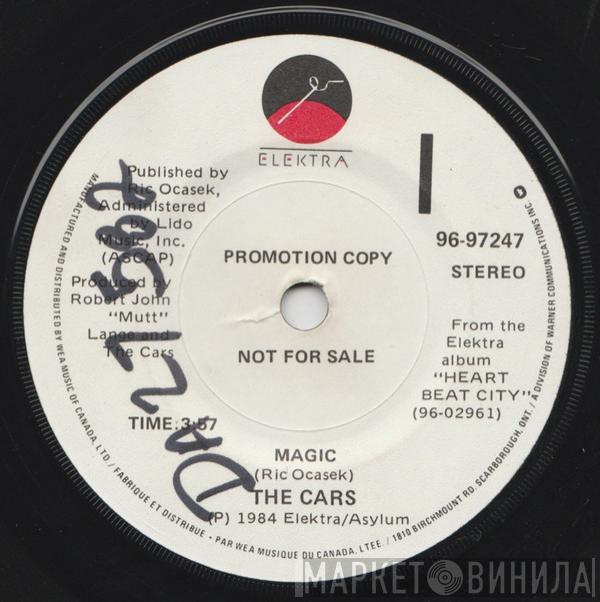 ELEKTRA
Published by
Ric Ocasek,
Administered
by Lido
Music, Inc.
(ASCAP)
Produced by
Robert John
"Mutt"
Lange and
The Cars
TIME: 3:57
PROMOTION COPY
NOT FOR SALE
96-97247
STEREO
From the
Elektra
album
"HEART
BEAT CITY"
(96-02961)
MAGIC
(Ric Ocasek)
THE CARS
(P) 1984 Elektra/Asylum
MANUFACTURED AND DISTRIBUTED BY WEA MUSIC OF CANADA, LTD. / FABRIQUE ET DISTRIBUE • PAR WEA MUSIQUE DU CANADA, LTEE. / 1810 BIRCHMOUNT RD. SCARBOROUGH, ONT. / A DIVISION OF WARNER COMMUNICATIONS INC.
МАРКЕТ ВИНИЛА